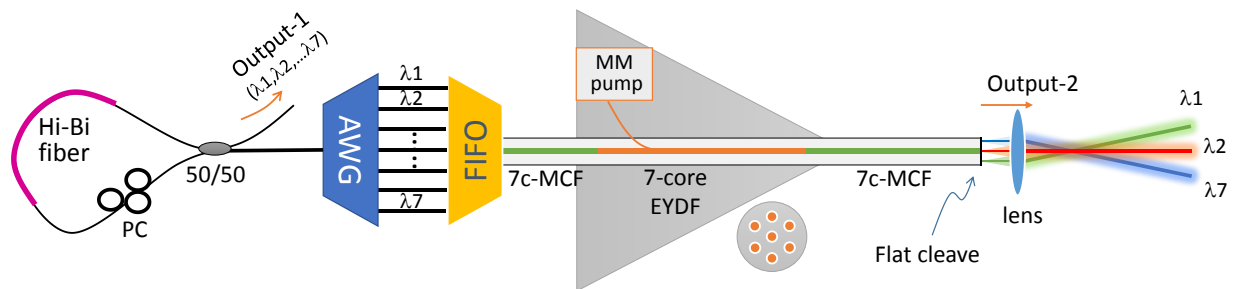 Output-1
(λ1,λ2,...λ7)
Hi-Bi
fiber
50/50
PC
AWG
λ1
λ2
λ7
FIFO
MM
pump
7c-MCF
7-core
EYDF
7c-MCF
Flat cleave
Output-2
lens
λ1
λ2
λ7